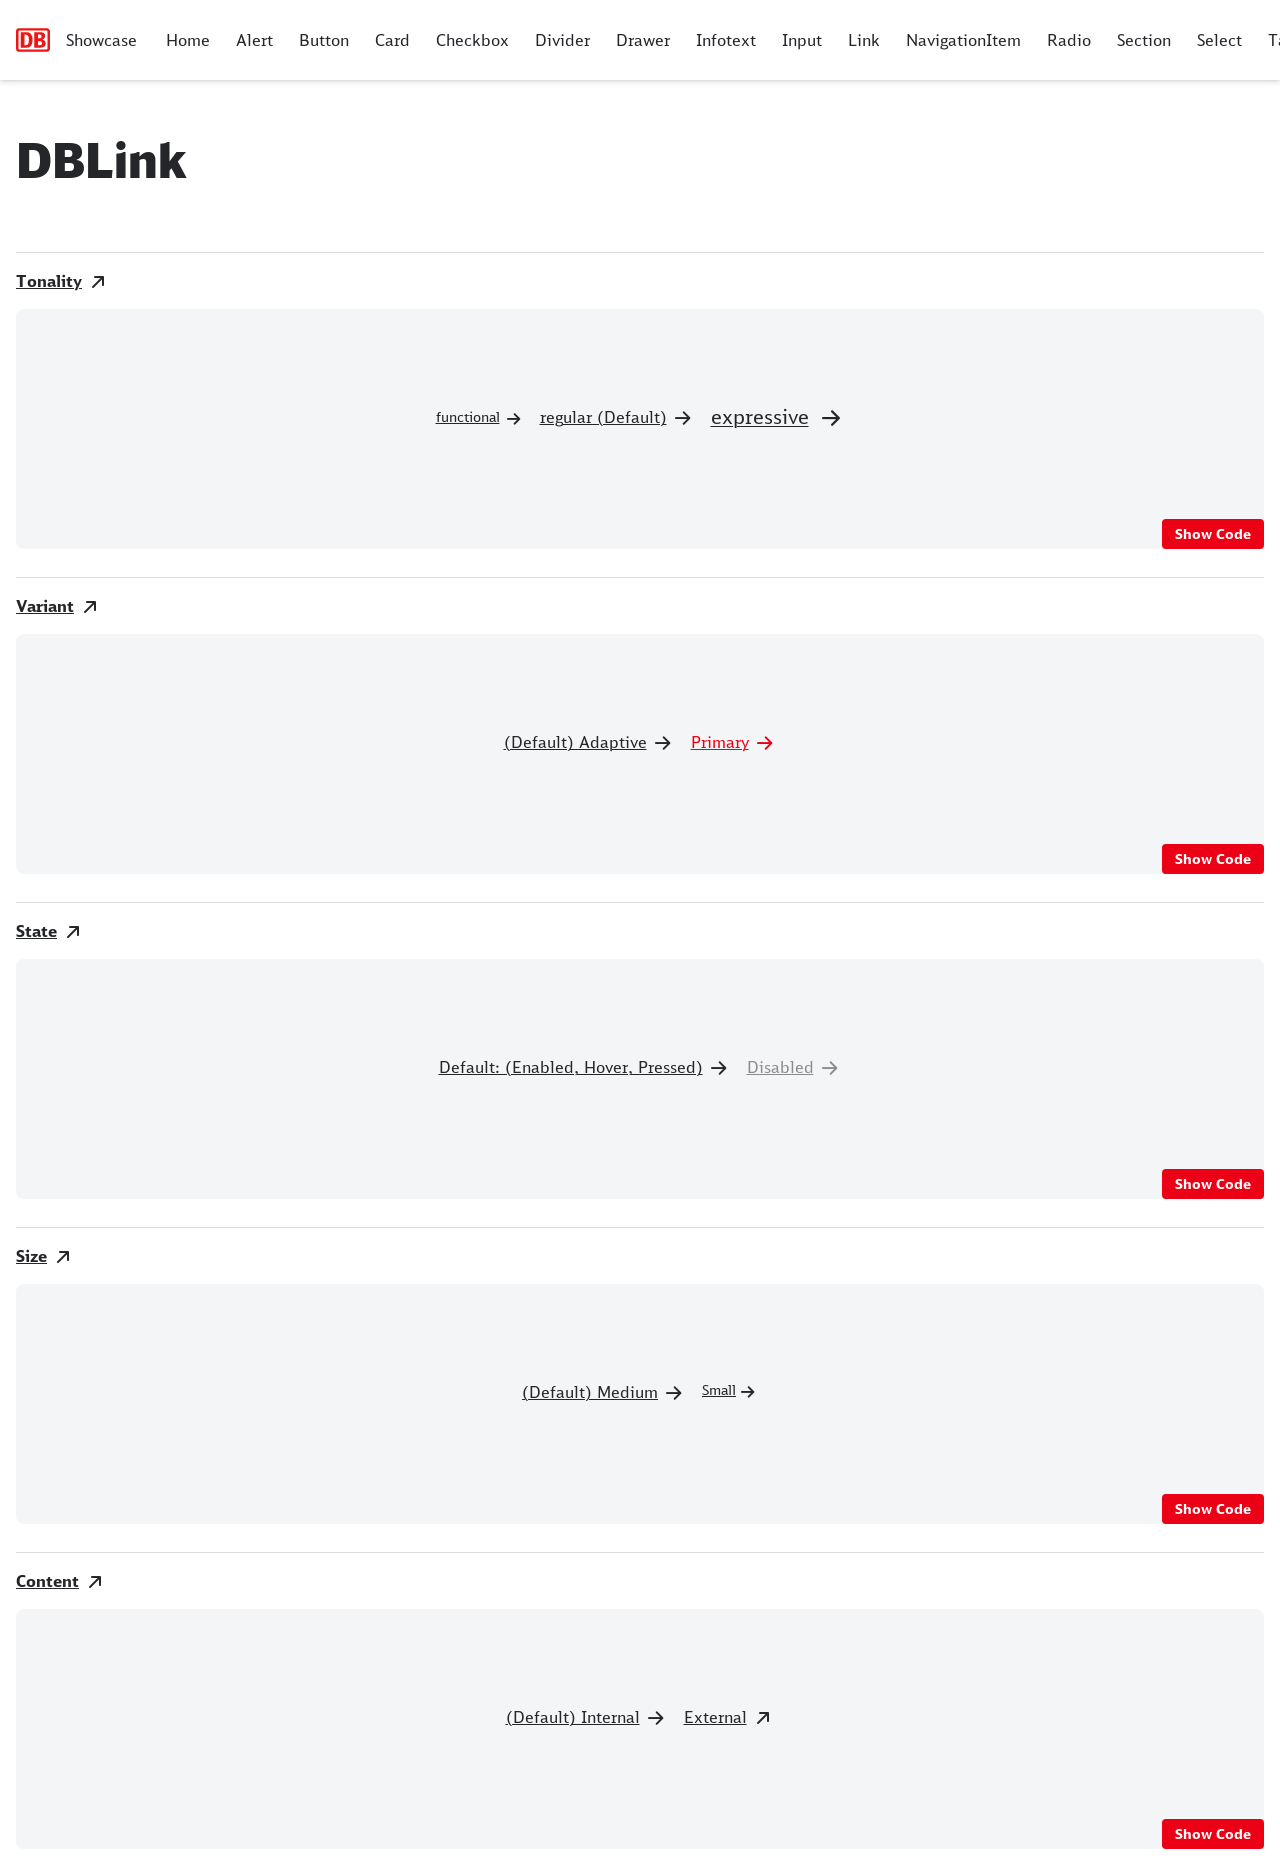 DB Showcase Home Alert Button Card Checkbox Divider Drawer Infotext Input Link NavigationItem Radio Section Select
DBLink
Tonality
functional regular (Default) expressive
Show Code
Variant
(Default) Adaptive Primary
Show Code
State
Default: (Enabled, Hover, Pressed) Disabled
Show Code
Size
(Default) Medium Small
Show Code
Content
(Default) Internal External
Show Code